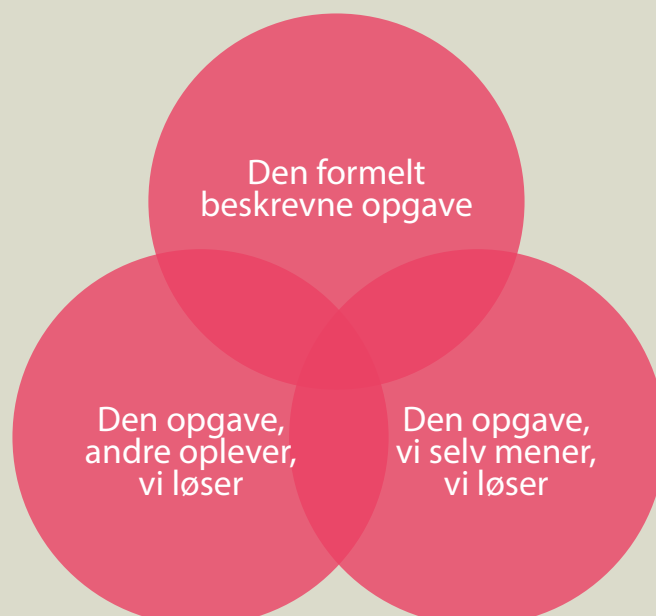 Den formelt
beskrevne opgave
Den opgave,
andre oplever,
vi løser
Den opgave,
vi selv mener,
vi løser